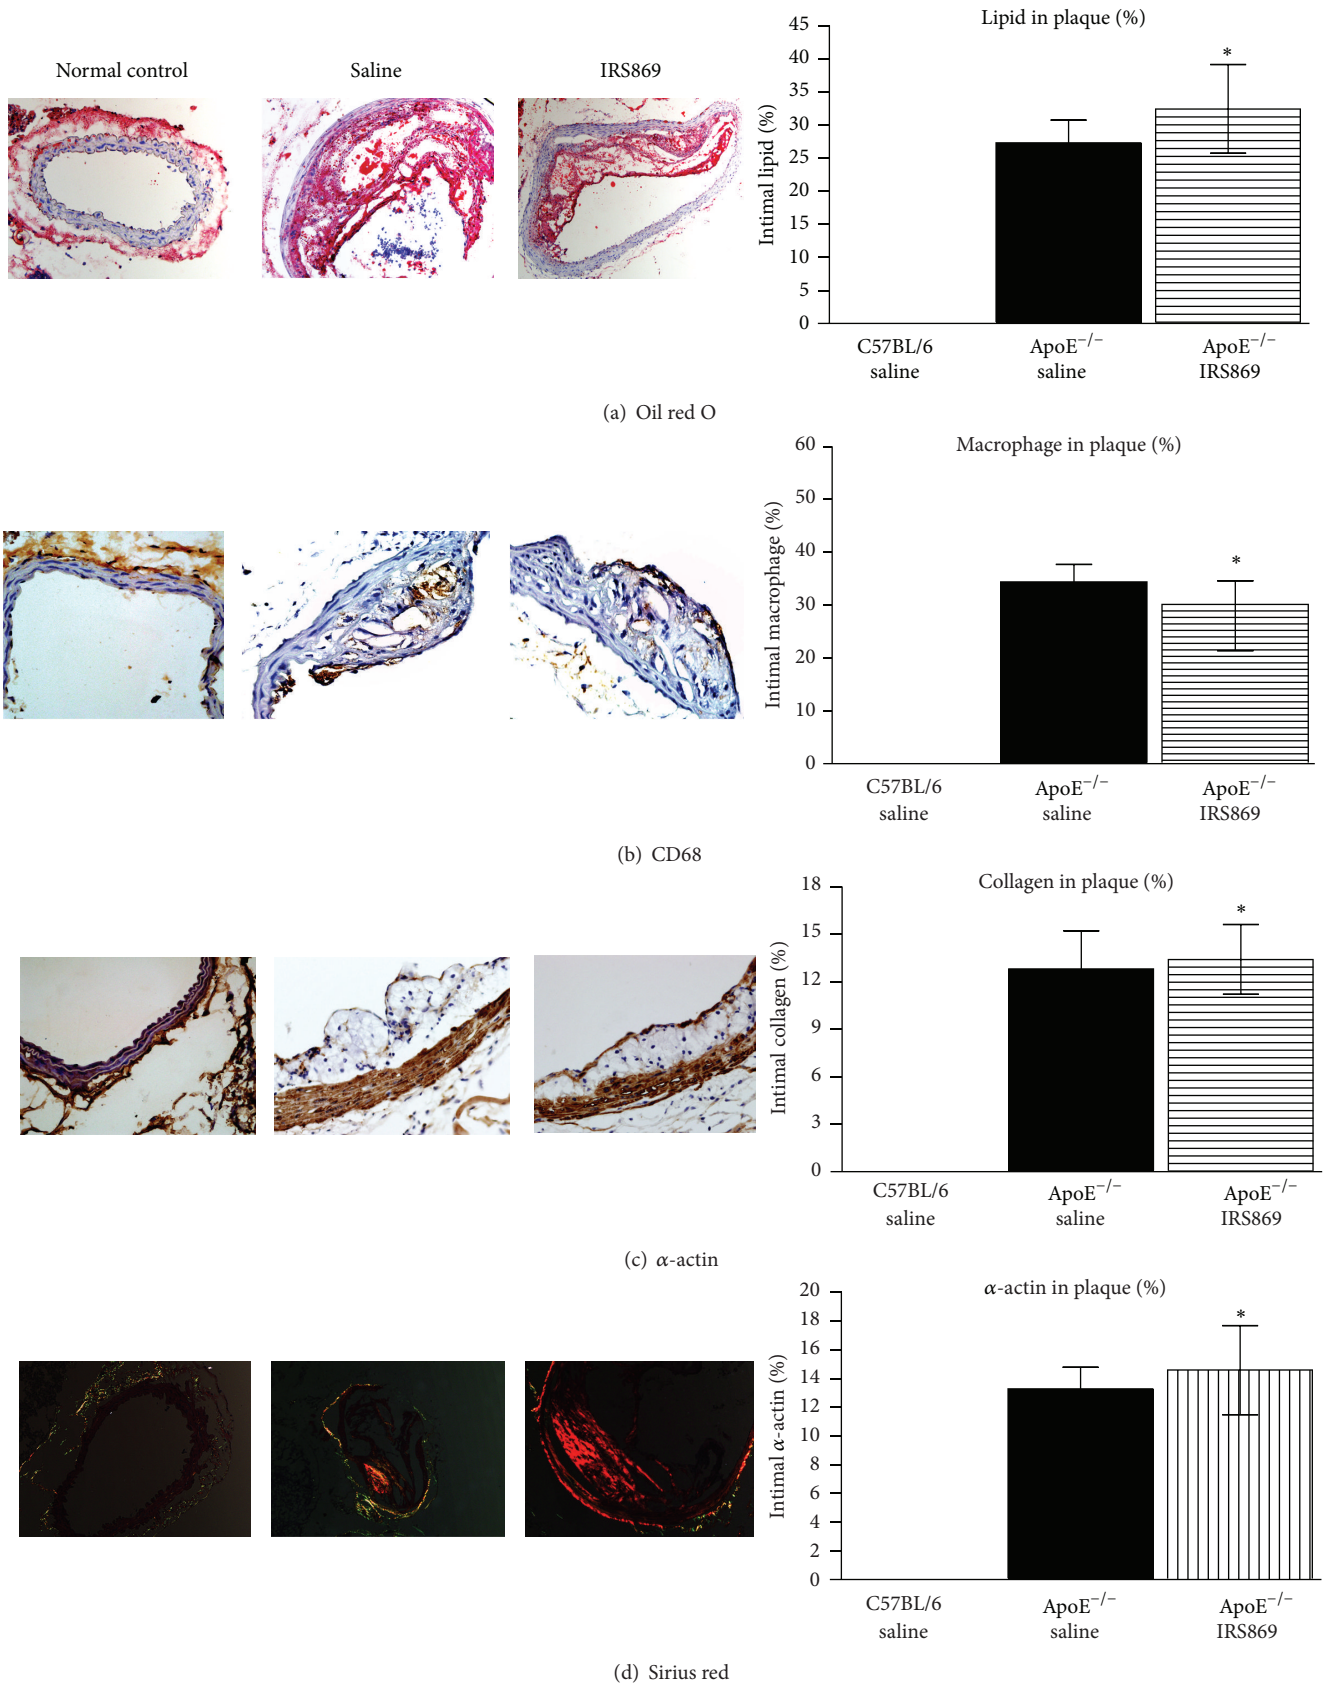 Normal control
Saline
IRS869
Lipid in plaque (%)
Intimal lipid (%)
45
40
35
30
25
20
15
10
5
0
*
C57BL/6
saline
ApoE−/−
saline
ApoE−/−
IRS869
(a) Oil red O
Macrophage in plaque (%)
Intimal macrophage (%)
60
50
40
30
20
10
0
*
C57BL/6
saline
ApoE−/−
saline
ApoE−/−
IRS869
(b) CD68
Collagen in plaque (%)
Intimal collagen (%)
18
15
12
9
6
3
0
*
C57BL/6
saline
ApoE−/−
saline
ApoE−/−
IRS869
(c) α-actin
α-actin in plaque (%)
Intimal α-actin (%)
20
18
16
14
12
10
8
6
4
2
0
*
C57BL/6
saline
ApoE−/−
saline
ApoE−/−
IRS869
(d) Sirius red